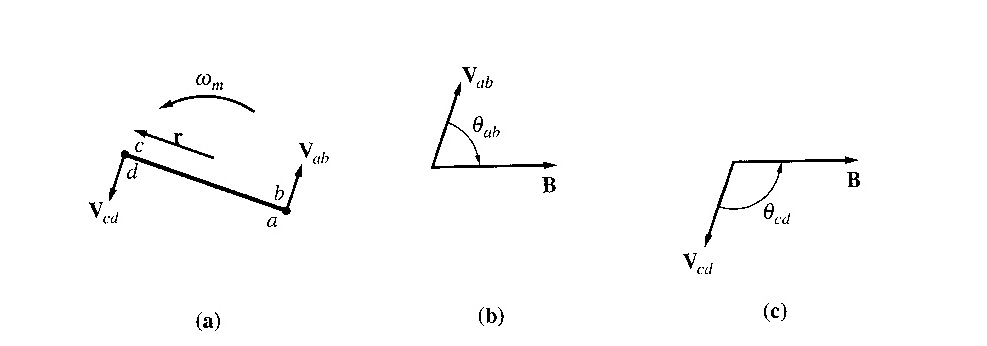 ω_m
r
c
d
V_cd
V_ab
b
a
(a)
V_ab
θ_ab
B
(b)
B
θ_cd
V_cd
(c)